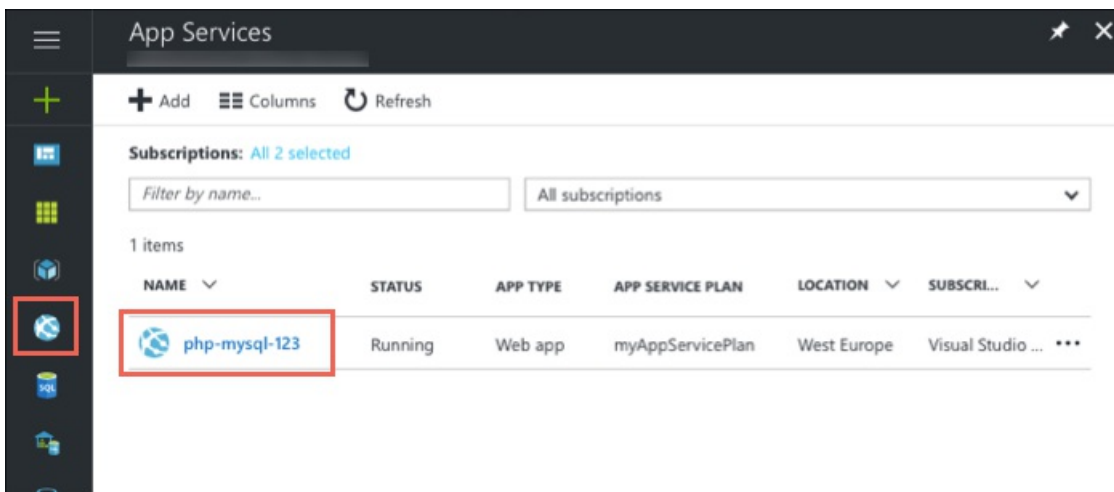 App Services
Add Columns Refresh
Subscriptions: All 2 selected
Filter by name... All subscriptions
1 items
NAME STATUS APP TYPE APP SERVICE PLAN LOCATION SUBSCRI...
php-mysql-123 Running Web app myAppServicePlan West Europe Visual Studio ...
SQL